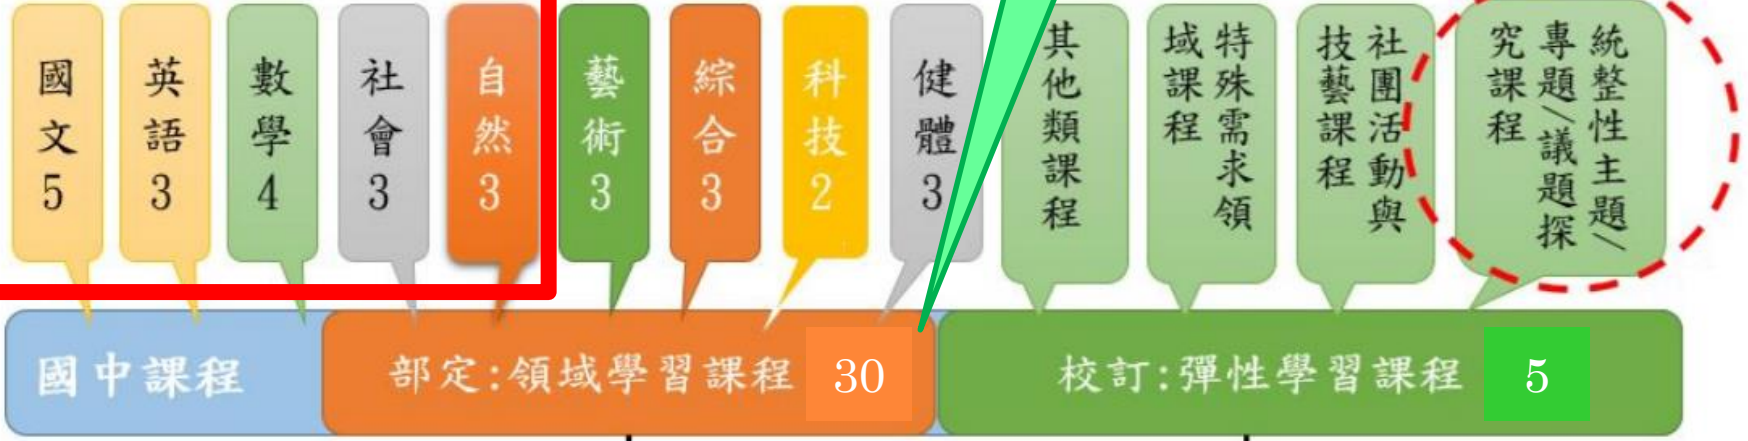 國文5
英語3
數學4
社會3
自然3
藝術3
綜合3
科技2
健體3
其他類課程
特殊需求領
域課程
社團活動與
技藝課程
統整性主題/
專題/議題探
究課程
國中課程
部定:領域學習課程 30
校訂:彈性學習課程 5